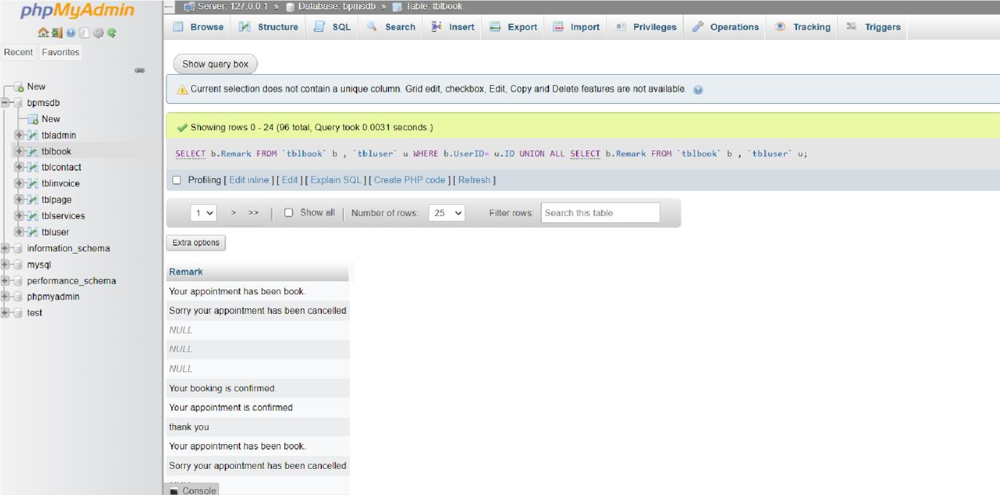 phpMyAdmin
Recent Favorites
New
bpmsdb
New
tbladmin
tblbook
tblcontact
tblinvoice
tblpage
tblservices
tbluser
information_schema
mysql
performance_schema
phpmyadmin
test
Server: 127.0.0.1 » Database: bpmsdb » Table: tblbook
Browse Structure SQL Search Insert Export Import Privileges Operations Tracking Triggers
Show query box
Current selection does not contain a unique column. Grid edit, checkbox, Edit, Copy and Delete features are not available.
Showing rows 0 - 24 (96 total, Query took 0.0031 seconds.)
SELECT b.Remark FROM `tblbook` b , `tbluser` u WHERE b.UserID= u.ID UNION ALL SELECT b.Remark FROM `tblbook` b , `tbluser` u;
Profiling [ Edit inline ] [ Edit ] [ Explain SQL ] [ Create PHP code ] [ Refresh ]
1 > >> | Show all | Number of rows: 25 Filter rows: Search this table
Extra options
Remark
Your appointment has been book.
Sorry your appointment has been cancelled
NULL
NULL
NULL
Your booking is confirmed.
Your appointment is confirmed
thank you
Your appointment has been book.
Sorry your appointment has been cancelled
Console